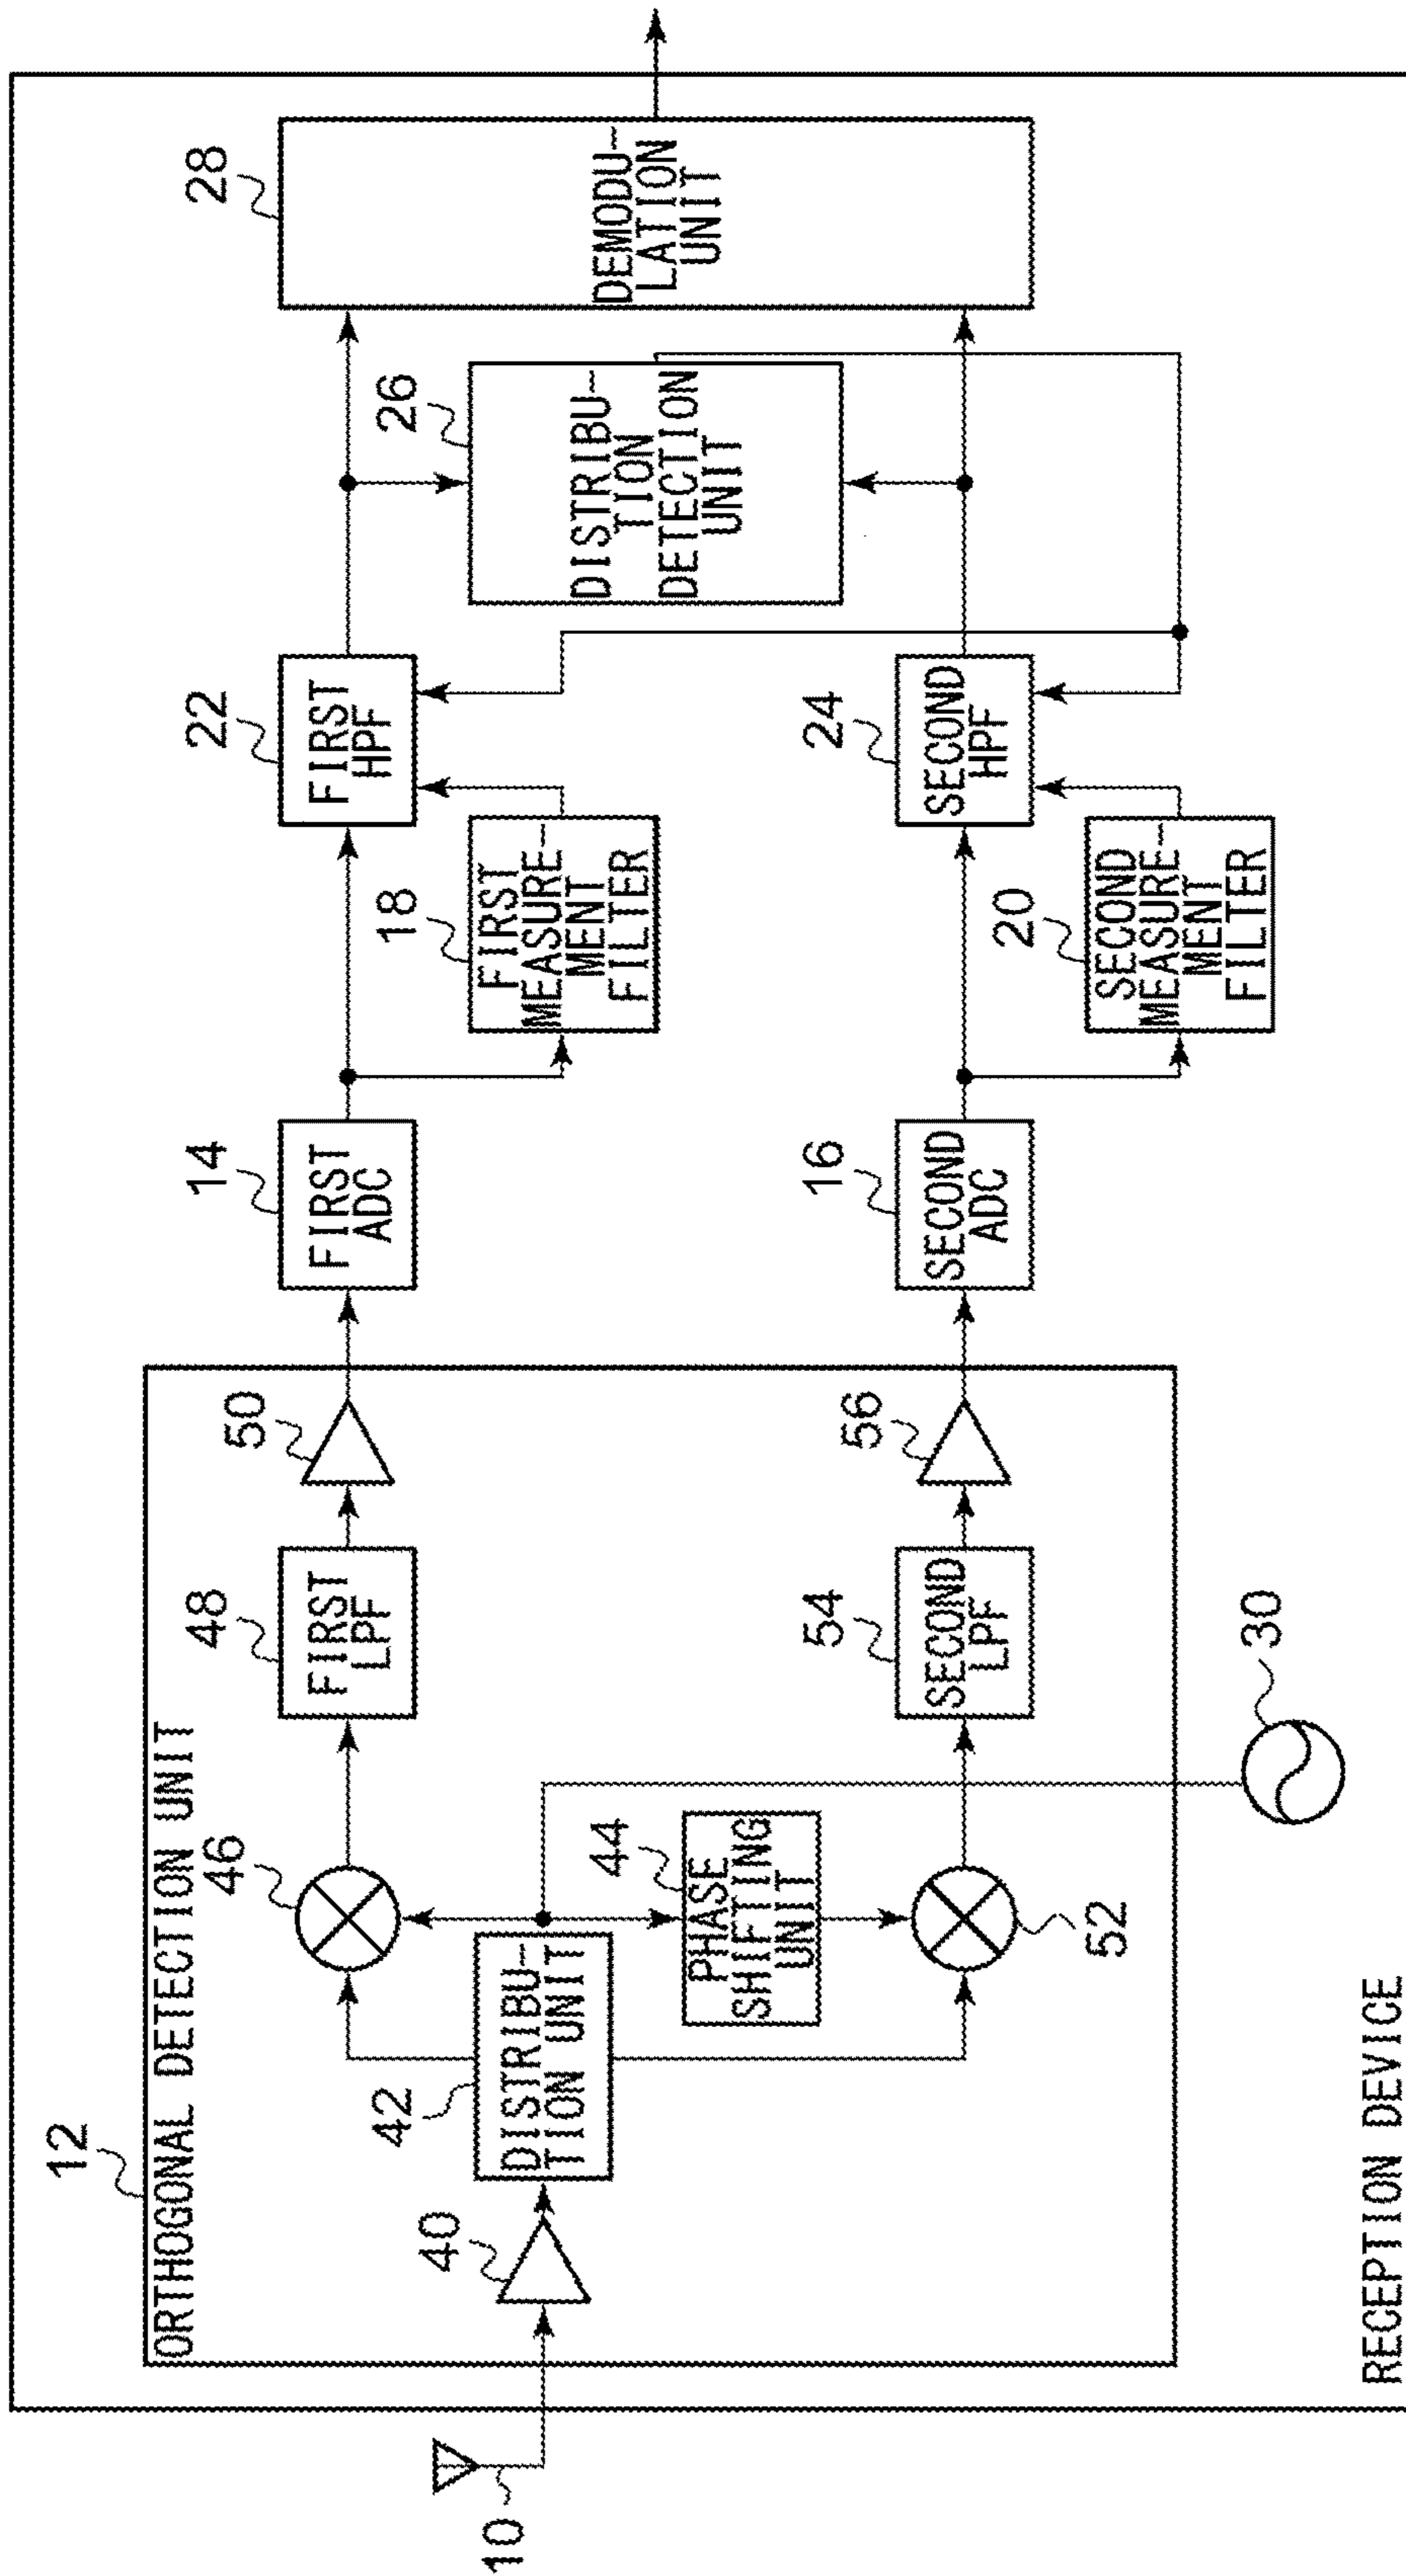 12
ORTHOGONAL DETECTION UNIT
10
40
42
DISTRIBU-
TION UNIT
46
44
PHASE
SHIFTING
UNIT
52
48
FIRST
LPF
50
54
SECOND
LPF
56
30
14
FIRST
ADC
16
SECOND
ADC
18
FIRST
MEASURE-
MENT
FILTER
20
SECOND
MEASURE-
MENT
FILTER
22
FIRST
HPF
24
SECOND
HPF
26
DISTRIBU-
TION
DETECTION
UNIT
28
DEMODU-
LATION
UNIT
RECEPTION DEVICE